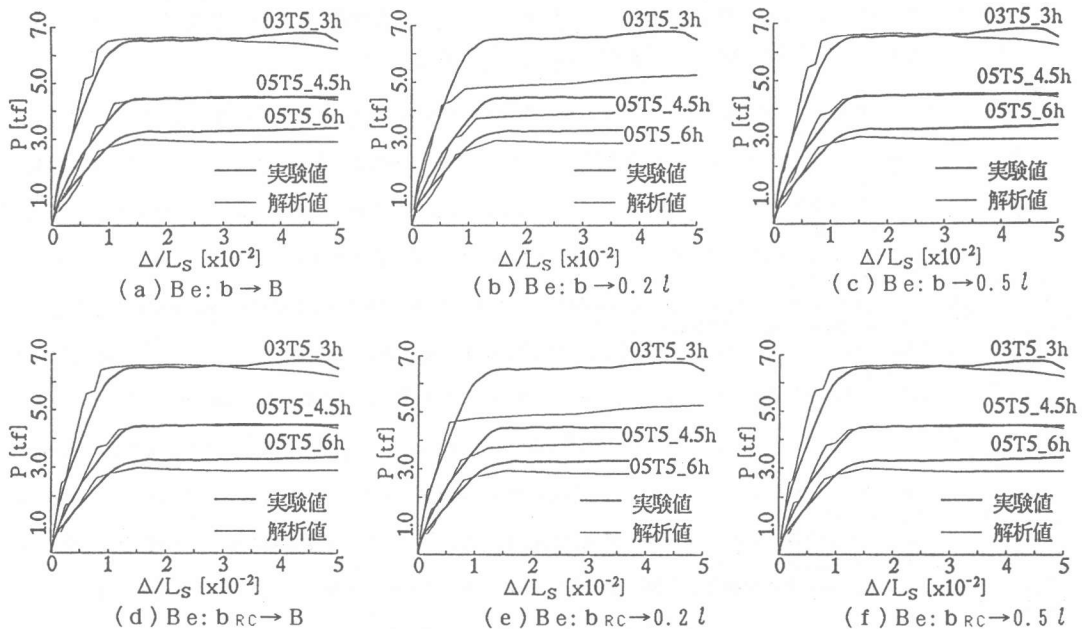 7.0
5.0
3.0
1.0
P [tf]
03T5_3h
05T5_4.5h
05T5_6h
実験値
解析値
0 1 2 3 4 5
Δ/LS [x10-2]
(a) Be: b→B
7.0
5.0
3.0
1.0
P [tf]
03T5_3h
05T5_4.5h
05T5_6h
実験値
解析値
0 1 2 3 4 5
Δ/LS [x10-2]
(b) Be: b→0.2 l
7.0
5.0
3.0
1.0
P [tf]
03T5_3h
05T5_4.5h
05T5_6h
実験値
解析値
0 1 2 3 4 5
Δ/LS [x10-2]
(c) Be: b→0.5 l
7.0
5.0
3.0
1.0
P [tf]
03T5_3h
05T5_4.5h
05T5_6h
実験値
解析値
0 1 2 3 4 5
Δ/LS [x10-2]
(d) Be: bRC→B
7.0
5.0
3.0
1.0
P [tf]
03T5_3h
05T5_4.5h
05T5_6h
実験値
解析値
0 1 2 3 4 5
Δ/LS [x10-2]
(e) Be: bRC→0.2 l
7.0
5.0
3.0
1.0
P [tf]
03T5_3h
05T5_4.5h
05T5_6h
実験値
解析値
0 1 2 3 4 5
Δ/LS [x10-2]
(f) Be: bRC→0.5 l